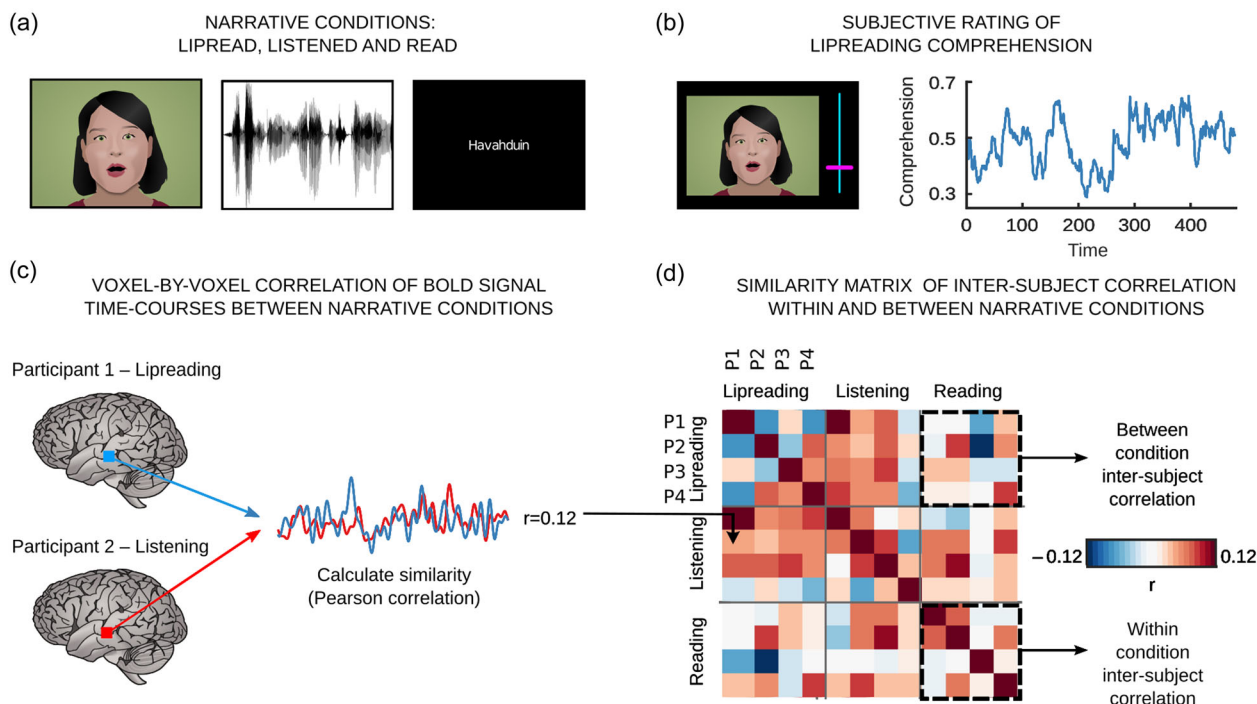 (a)
NARRATIVE CONDITIONS:
LIPREAD, LISTENED AND READ
Havahduin
(b)
SUBJECTIVE RATING OF
LIPREADING COMPREHENSION
Comprehension
0.7
0.5
0.3
0
100
200
300
400
Time
(c)
VOXEL-BY-VOXEL CORRELATION OF BOLD SIGNAL
TIME-COURSES BETWEEN NARRATIVE CONDITIONS
Participant 1 – Lipreading
Participant 2 – Listening
r=0.12
Calculate similarity
(Pearson correlation)
(d)
SIMILARITY MATRIX OF INTER-SUBJECT CORRELATION
WITHIN AND BETWEEN NARRATIVE CONDITIONS
P1
P2
P3
P4
Lipreading
Listening
Reading
P1
P2
P3
P4
Lipreading
Listening
Reading
Between
condition
inter-subject
correlation
−0.12
0.12
r
Within
condition
inter-subject
correlation